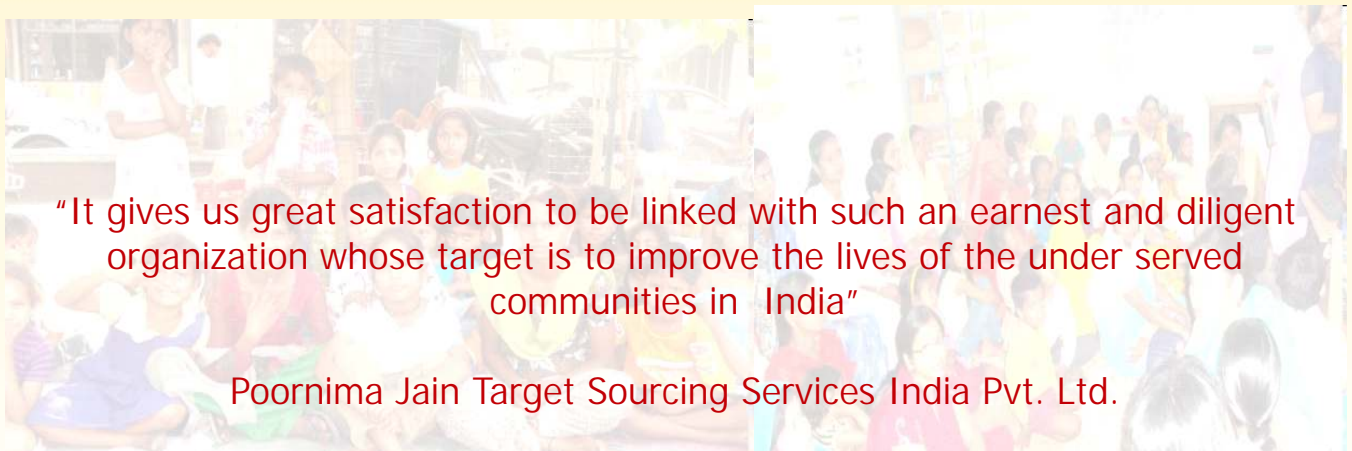 “It gives us great satisfaction to be linked with such an earnest and diligent
organization whose target is to improve the lives of the under served
communities in  India”
Poornima Jain Target Sourcing Services India Pvt. Ltd.